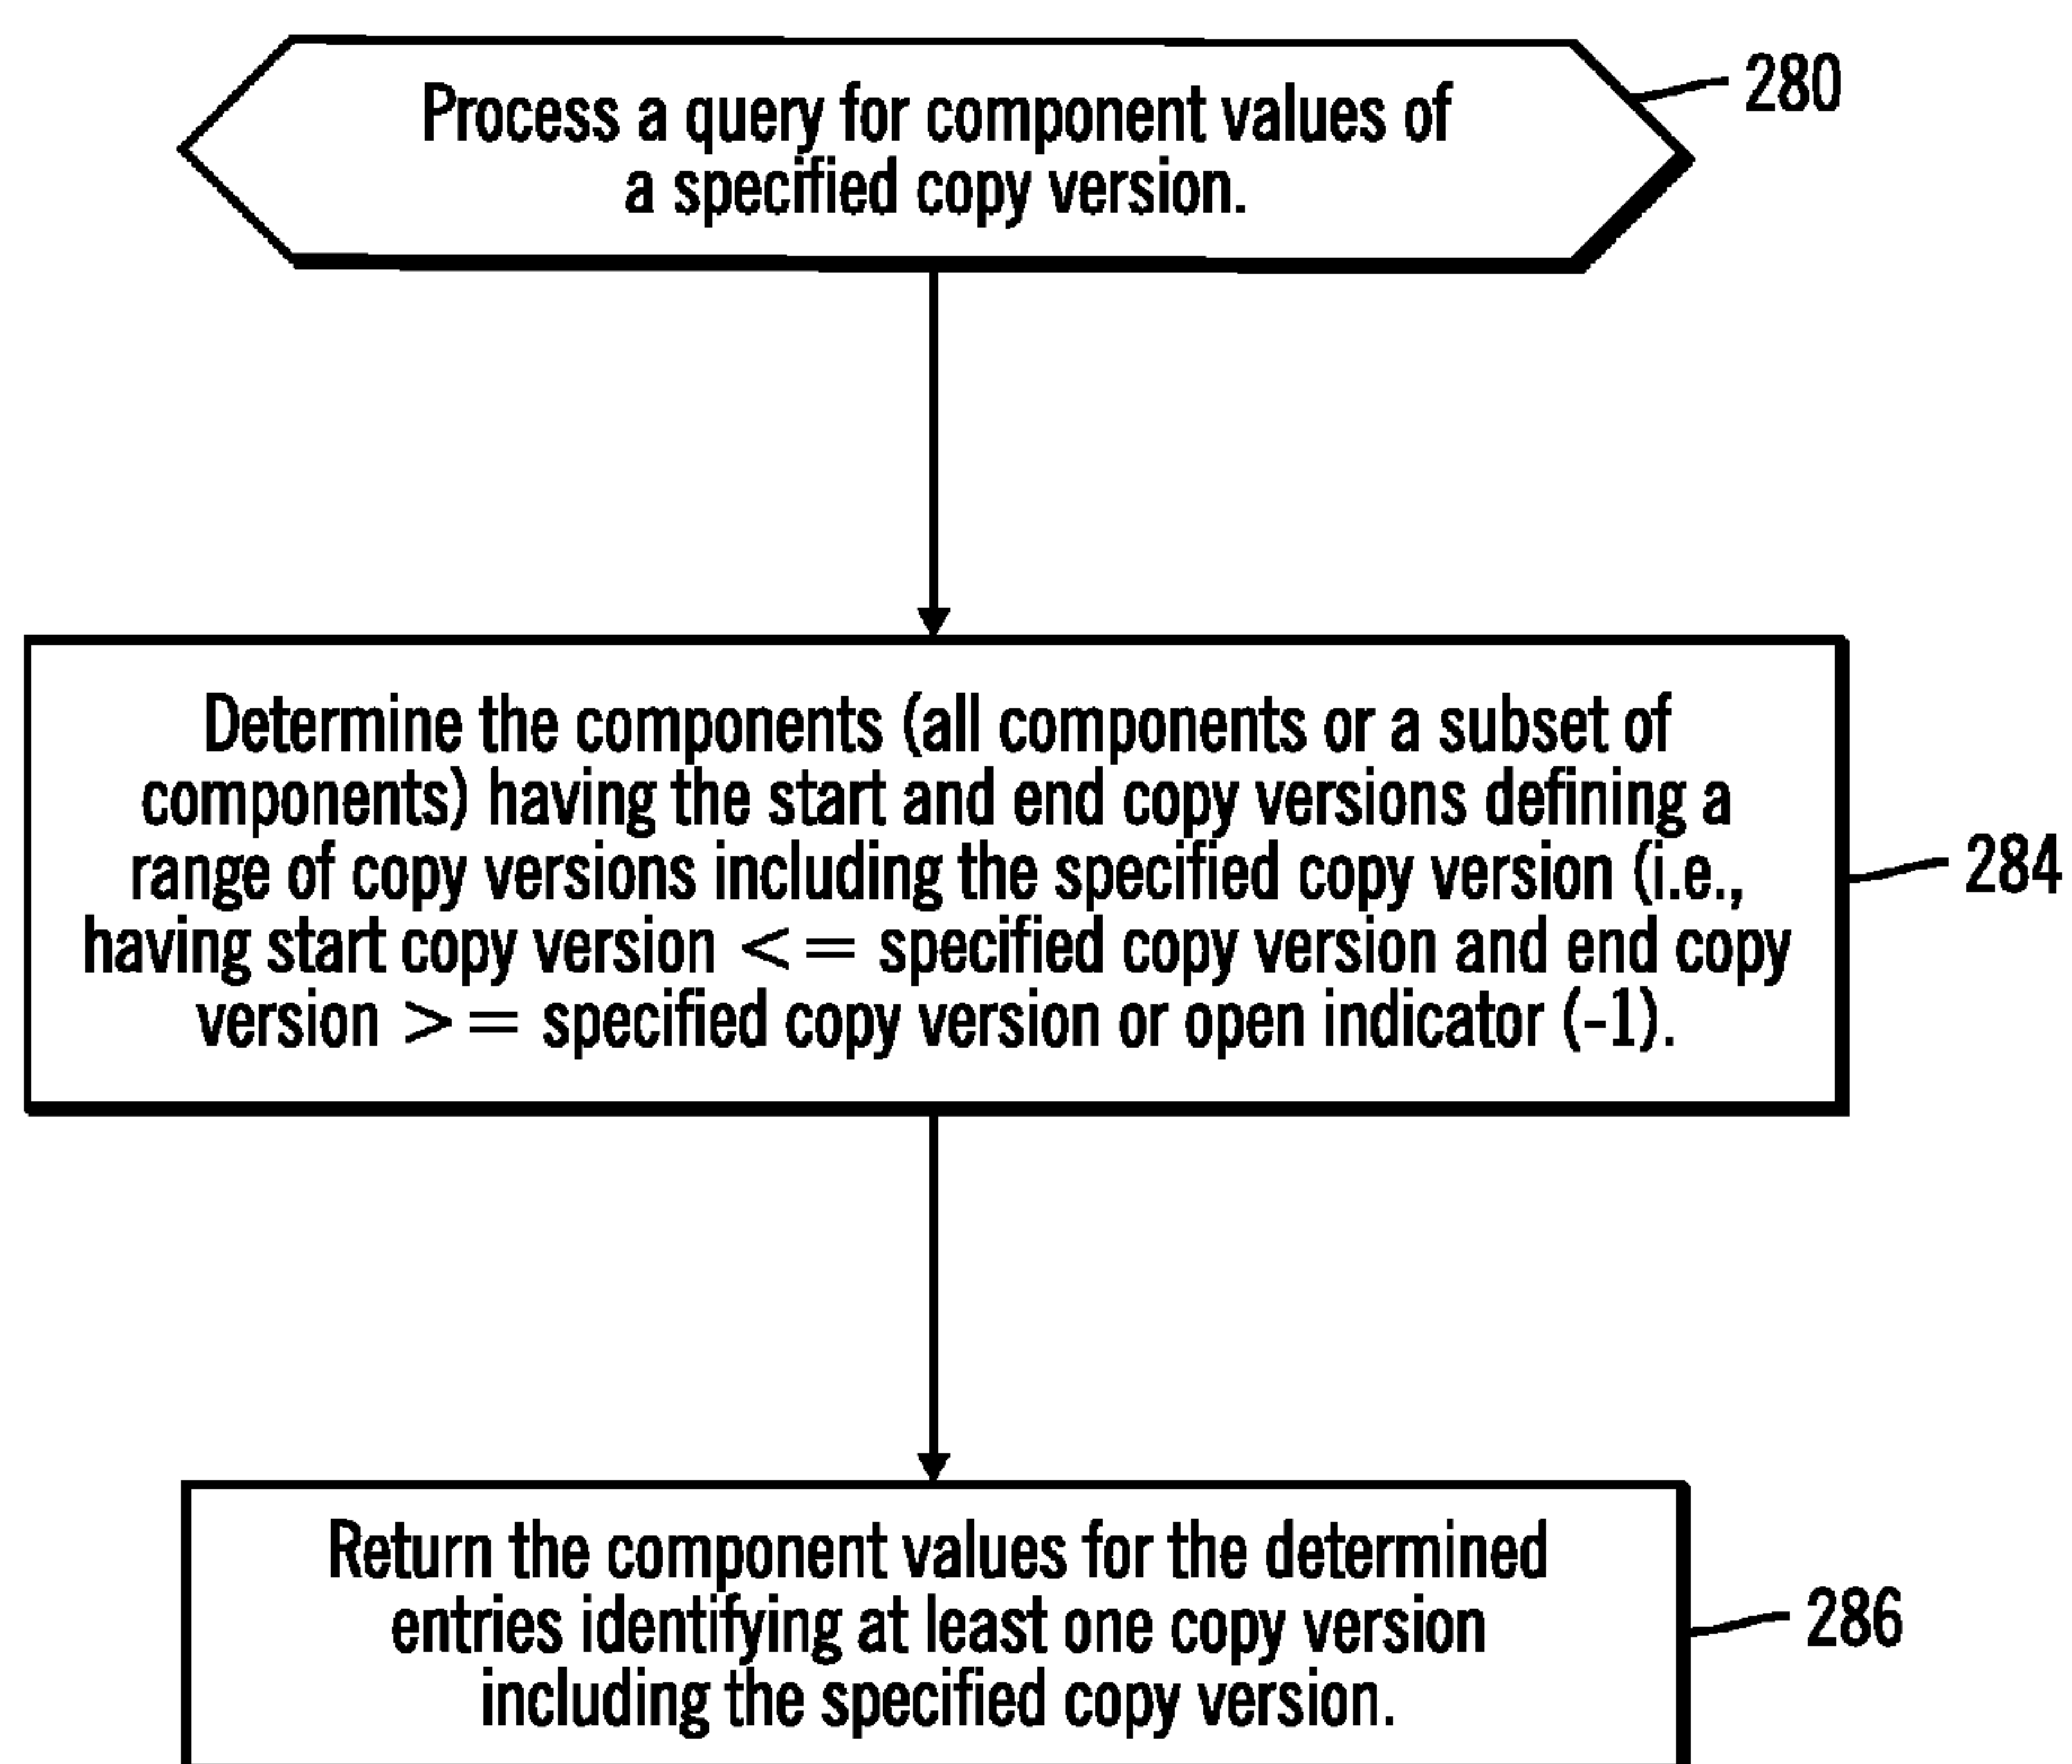 Process a query for component values of
a specified copy version.
280
Determine the components (all components or a subset of
components) having the start and end copy versions defining a
range of copy versions including the specified copy version (i.e.,
having start copy version <= specified copy version and end copy
version >= specified copy version or open indicator (-1).
284
Return the component values for the determined
entries identifying at least one copy version
including the specified copy version.
286